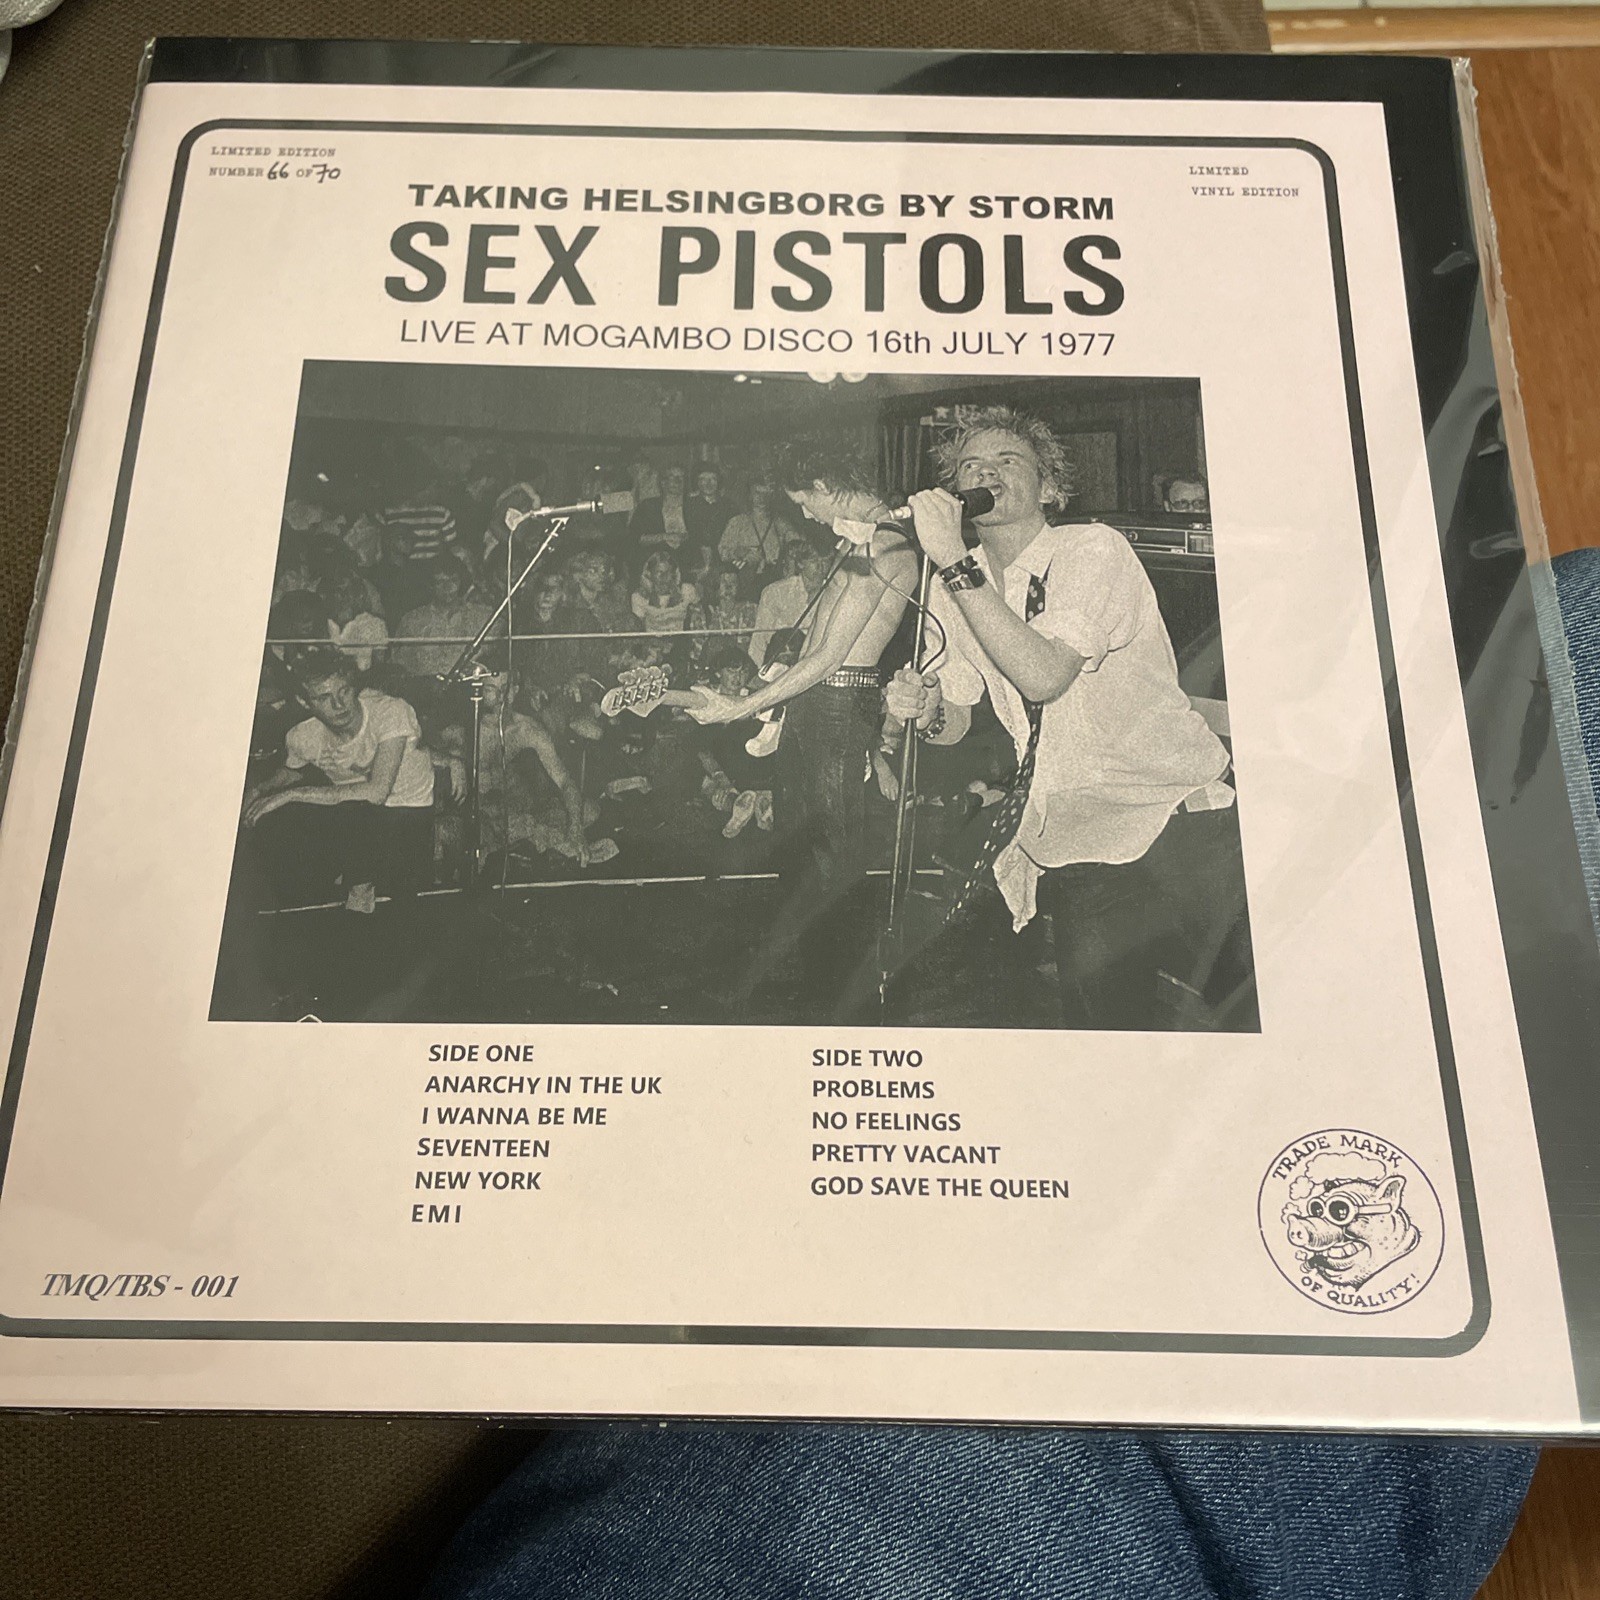 LIMITED EDITION
NUMBER 66 OF 70
LIMITED
VINYL EDITION
TAKING HELSINGBORG BY STORM
SEX PISTOLS
LIVE AT MOGAMBO DISCO 16th JULY 1977
SIDE ONE
ANARCHY IN THE UK
I WANNA BE ME
SEVENTEEN
NEW YORK
EMI
SIDE TWO
PROBLEMS
NO FEELINGS
PRETTY VACANT
GOD SAVE THE QUEEN
TRADE MARK
OF QUALITY!
TMQ/TBS - 001